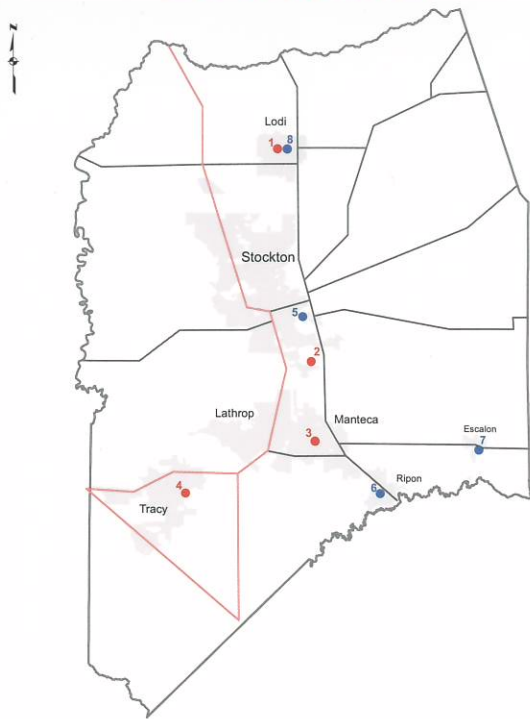 N
Lodi
1
8
Stockton
5
2
Lathrop
Manteca
3
Escalon
7
4
Ripon
6
Tracy